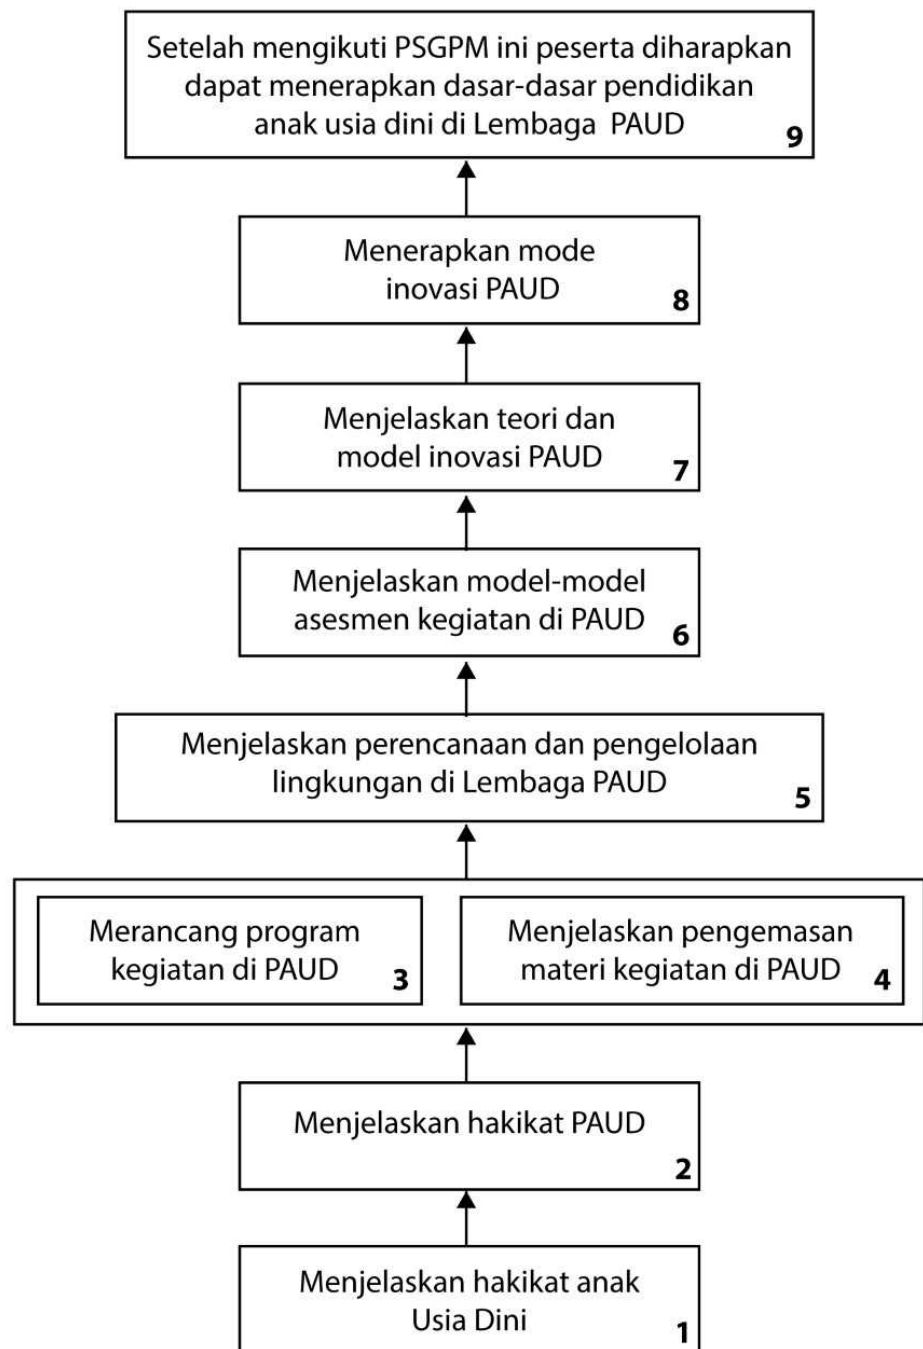 Setelah mengikuti PSGPM ini peserta diharapkan
dapat menerapkan dasar-dasar pendidikan
anak usia dini di Lembaga PAUD
9
Menerapkan mode
inovasi PAUD
8
Menjelaskan teori dan
model inovasi PAUD
7
Menjelaskan model-model
asesmen kegiatan di PAUD
6
Menjelaskan perencanaan dan pengelolaan
lingkungan di Lembaga PAUD
5
Merancang program
kegiatan di PAUD
3
Menjelaskan pengemasan
materi kegiatan di PAUD
4
Menjelaskan hakikat PAUD
2
Menjelaskan hakikat anak
Usia Dini
1